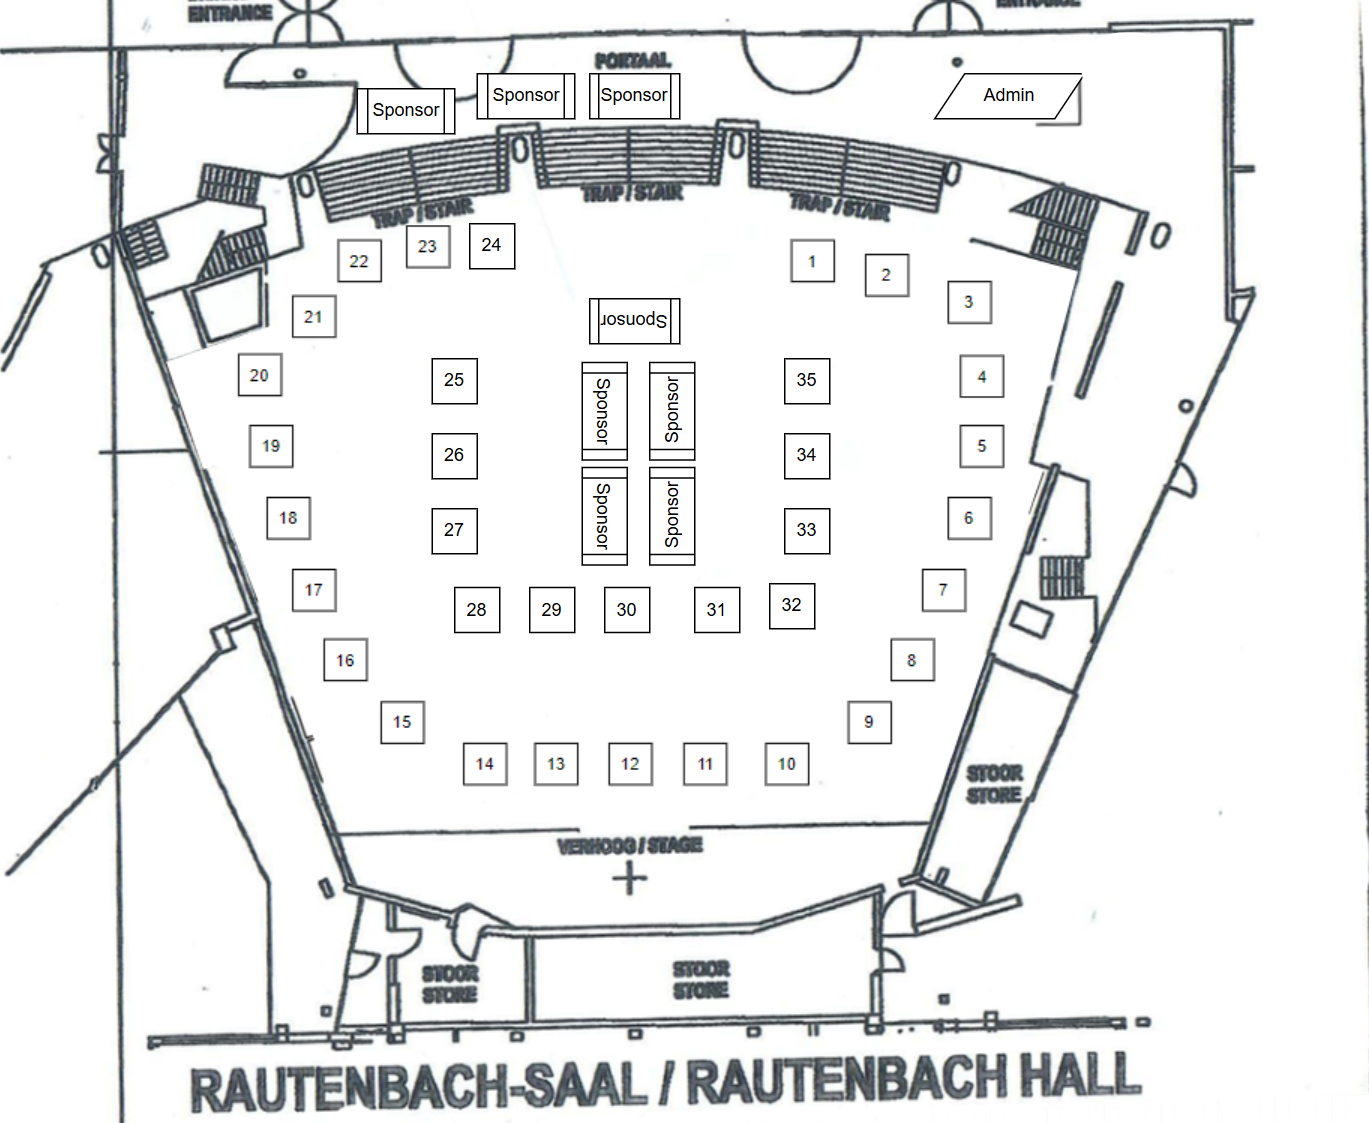 ENTRANCE
PORTAAL
Sponsor
Sponsor
Sponsor
Admin
TRAP / STAIR
TRAP / STAIR
TRAP / STAIR
22
23
24
1
2
3
21
Sponsor
20
25
35
4
Sponsor
Sponsor
19
26
34
5
18
27
Sponsor
Sponsor
33
6
17
28
29
30
31
32
7
16
8
15
9
14
13
12
11
10
STOOR
STORE
VERHOOG / STAGE
STOOR
STORE
STOOR
STORE
RAUTENBACH-SAAL / RAUTENBACH HALL